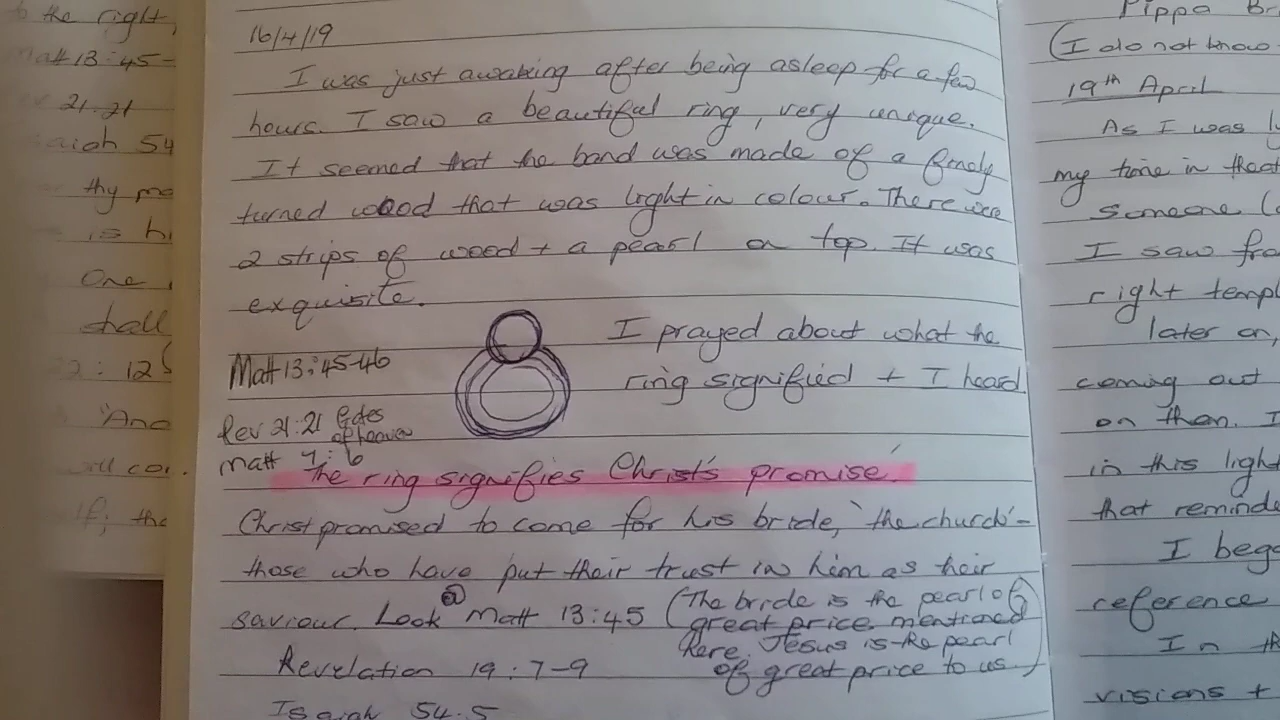 the right,
Matt 13:45-
21.21
54
thy
is
One
shall
: 12
And
if, the
16/4/19
I was just awaking after being asleep for a few
hours. I saw a beautiful ring, very unique.
It seemed that the band was made of a finely
turned wood that was light in colour. There were
2 strips of wood + a pearl on top. It was
exquisite.
I prayed about what the
Matt 13:45-46
ring signified + I heard
Rev 21:21 Gates of heaven
Matt 7:6
'The ring signifies Christ's promise.'
Christ promised to come for his bride, 'the church' -
those who have put their trust in him as their
saviour. Look @ Matt 13:45 (The bride is the pearl of
great price mentioned
here. Jesus is the pearl
of great price to us)
Revelation 19:7-9
Isaiah 54:5
Pippa
(I do not know
19th April
As I was
my time in
someone
I saw
right
later on,
coming out
on them. I
in this light
that
I
reference
In
visions +